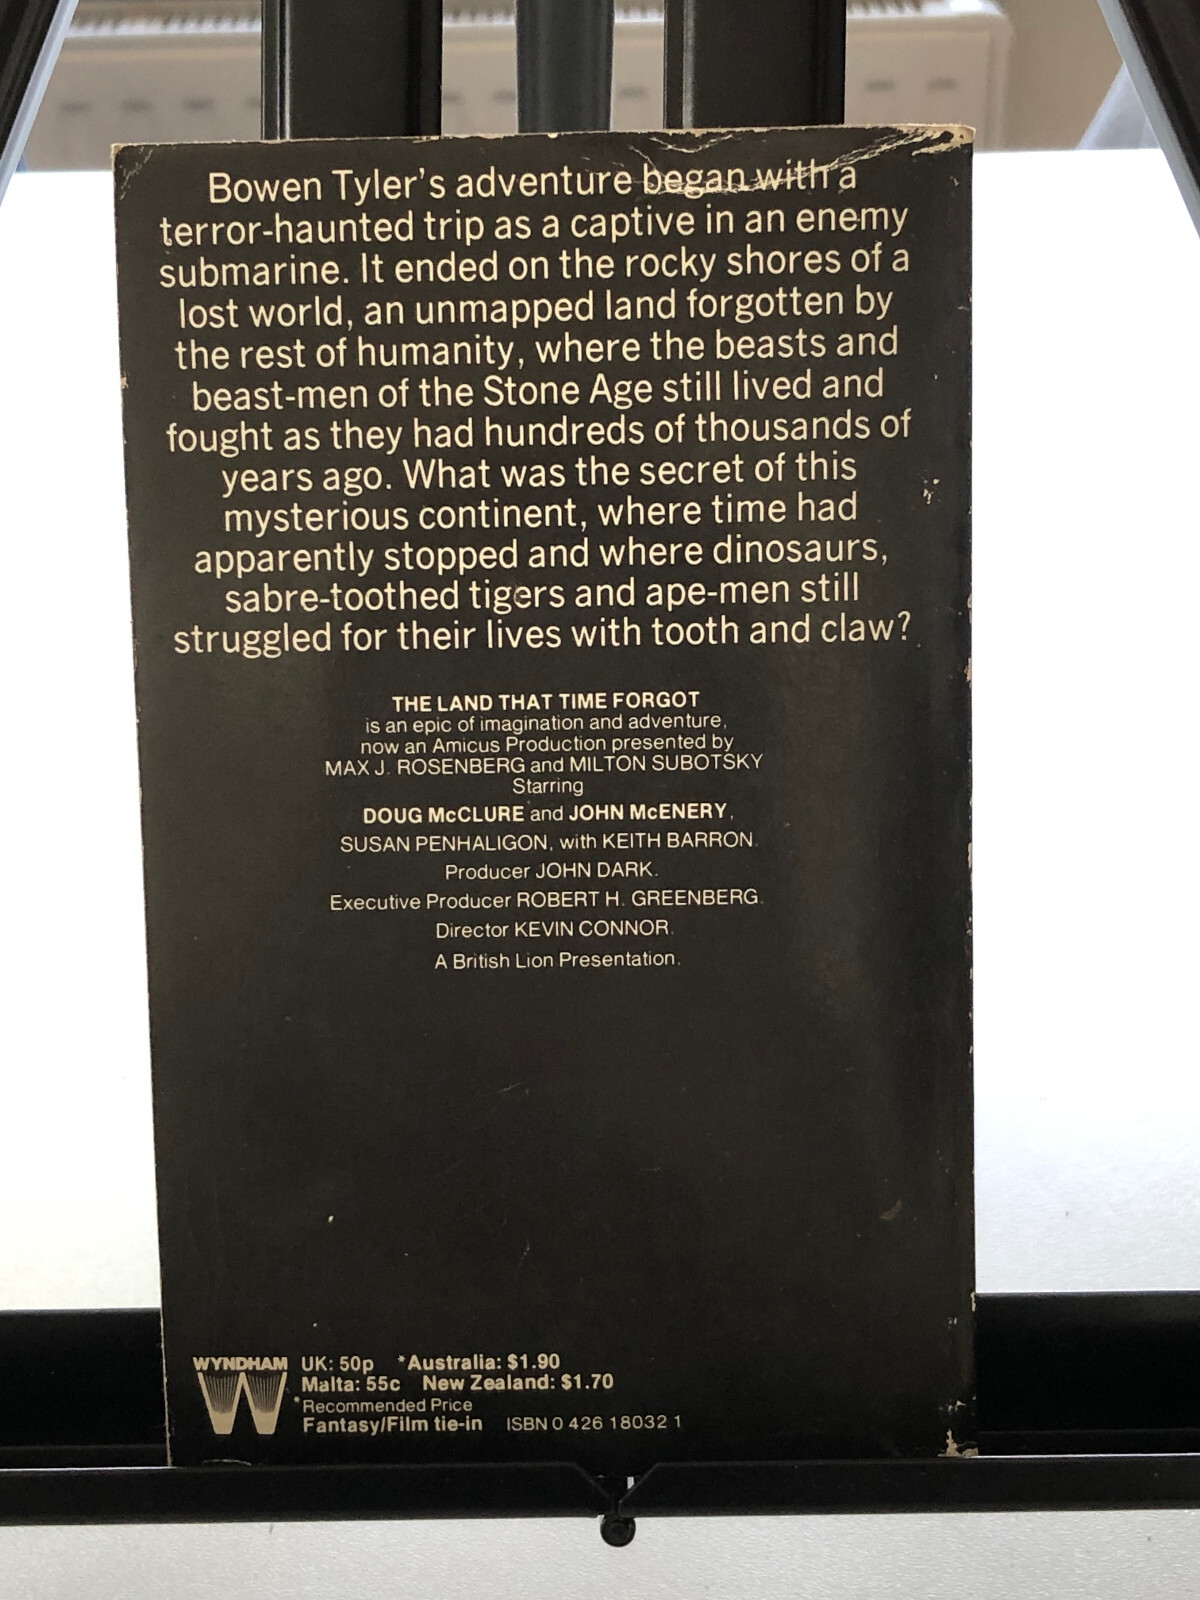 Bowen Tyler's adventure began with a
terror-haunted trip as a captive in an enemy
submarine. It ended on the rocky shores of a
lost world, an unmapped land forgotten by
the rest of humanity, where the beasts and
beast-men of the Stone Age still lived and
fought as they had hundreds of thousands of
years ago. What was the secret of this
mysterious continent, where time had
apparently stopped and where dinosaurs,
sabre-toothed tigers and ape-men still
struggled for their lives with tooth and claw?
THE LAND THAT TIME FORGOT
is an epic of imagination and adventure,
now an Amicus Production presented by
MAX J. ROSENBERG and MILTON SUBOTSKY
Starring
DOUG McCLURE and JOHN McENERY,
SUSAN PENHALIGON, with KEITH BARRON.
Producer JOHN DARK.
Executive Producer ROBERT H. GREENBERG.
Director KEVIN CONNOR.
A British Lion Presentation.
WYNDHAM UK: 50p *Australia: $1.90
Malta: 55c New Zealand: $1.70
*Recommended Price
Fantasy/Film tie-in ISBN 0 426 18032 1